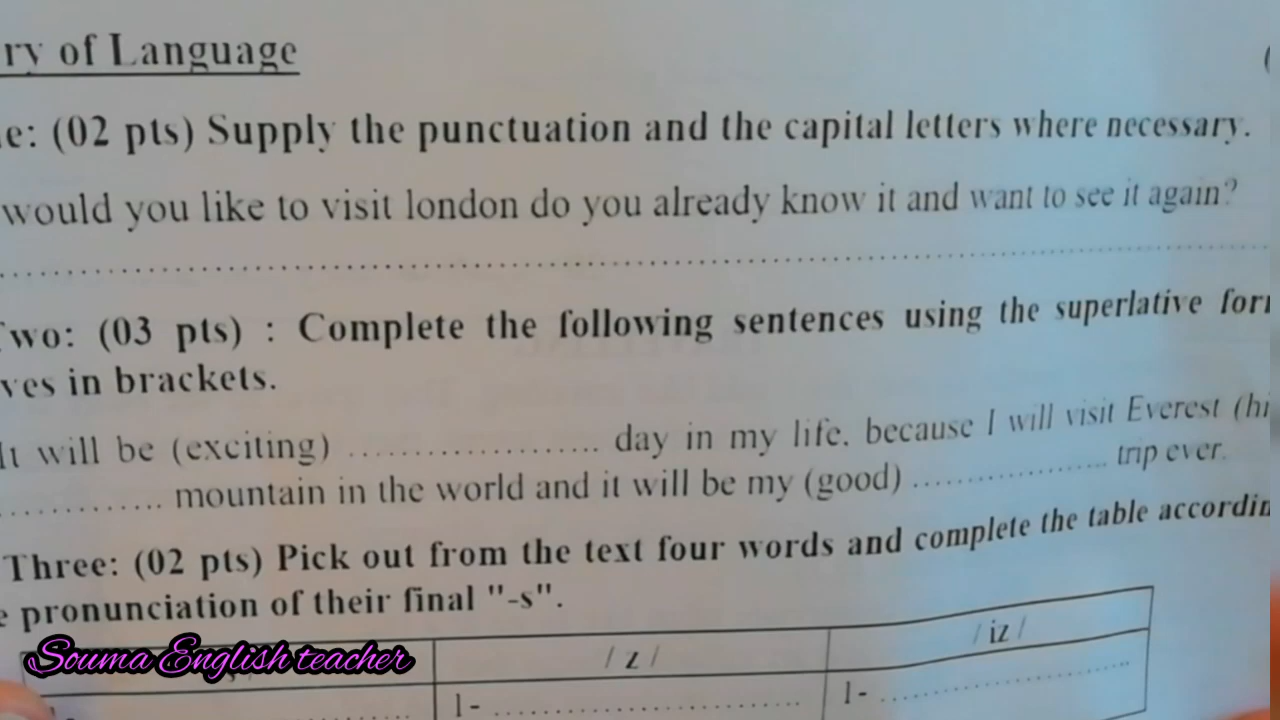 ry of Language
e: (02 pts) Supply the punctuation and the capital letters where necessary.
would you like to visit london do you already know it and want to see it again?
Two: (03 pts) : Complete the following sentences using the superlative for
ves in brackets.
It will be (exciting) .................... day in my life. because I will visit Everest (hi
............. mountain in the world and it will be my (good) ................ trip ever.
Three: (02 pts) Pick out from the text four words and complete the table accordin
e pronunciation of their final "-s".
/ z /
/ iz /
1- ..............................
1- ..............................
Souma English teacher